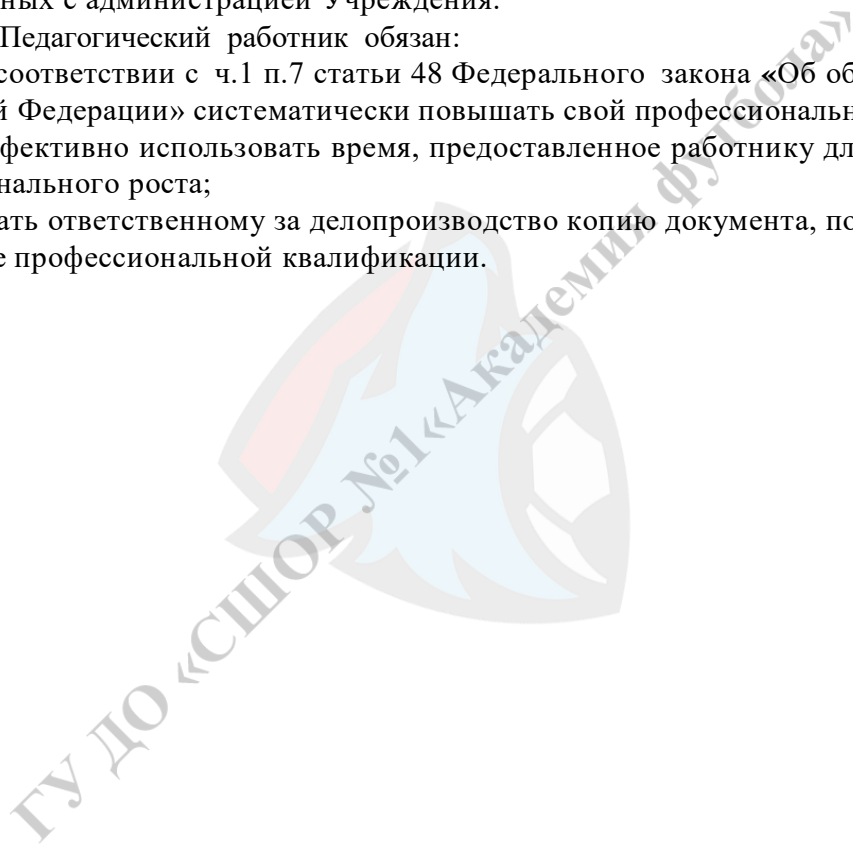 ных с администрацией Учреждения.
Педагогический работник обязан:
соответствии с ч.1 п.7 статьи 48 Федерального закона «Об об
й Федерации» систематически повышать свой профессиональн
фективно использовать время, предоставленное работнику дл
нального роста;
ать ответственному за делопроизводство копию документа, по
е профессиональной квалификации.
ГУ ДО «СШОР №1«Академия футбола»